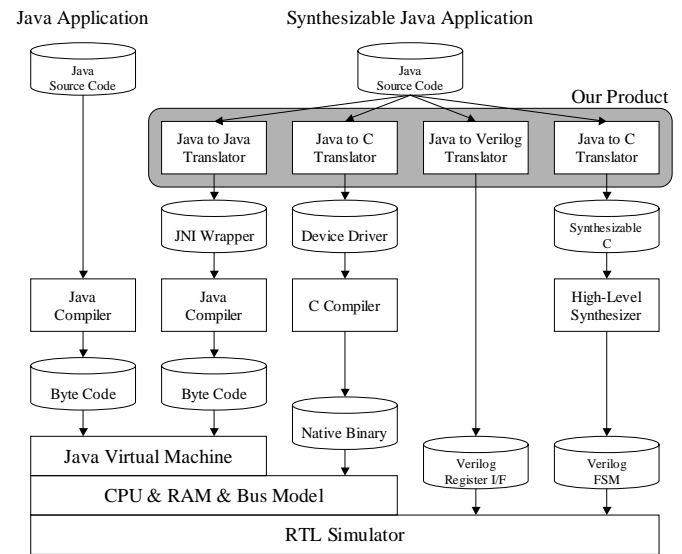 Java Application
Synthesizable Java Application
Java
Source Code
Java
Source Code
Our Product
Java to Java
Translator
Java to C
Translator
Java to Verilog
Translator
Java to C
Translator
JNI Wrapper
Device Driver
Synthesizable
C
Java
Compiler
Java
Compiler
C Compiler
High-Level
Synthesizer
Byte Code
Byte Code
Native Binary
Java Virtual Machine
Verilog
Register I/F
Verilog
FSM
CPU & RAM & Bus Model
RTL Simulator